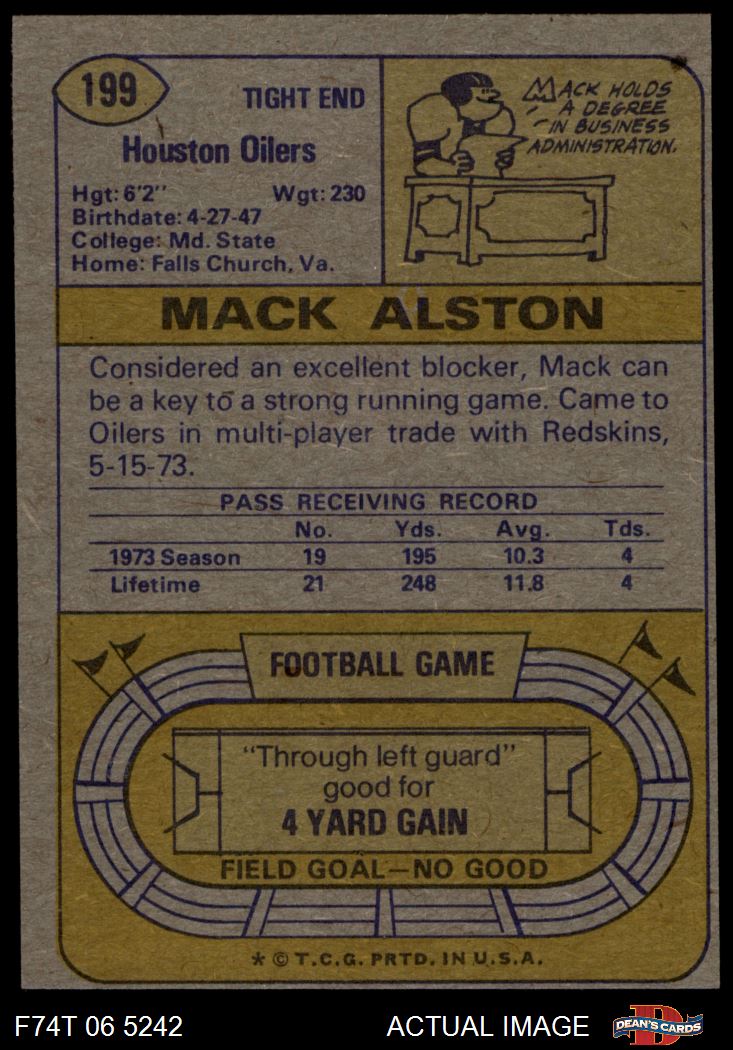 199
TIGHT END
Houston Oilers
Hgt: 6'2" Wgt: 230
Birthdate: 4-27-47
College: Md. State
Home: Falls Church, Va.
MACK HOLDS
A DEGREE
IN BUSINESS
ADMINISTRATION.
MACK ALSTON
Considered an excellent blocker, Mack can
be a key to a strong running game. Came to
Oilers in multi-player trade with Redskins,
5-15-73.
PASS RECEIVING RECORD
No. Yds. Avg. Tds.
1973 Season 19 195 10.3 4
Lifetime 21 248 11.8 4
FOOTBALL GAME
"Through left guard"
good for
4 YARD GAIN
FIELD GOAL—NO GOOD
* © T.C.G. PRTD. IN U.S.A.
F74T 06 5242 ACTUAL IMAGE
D
DEAN'S CARDS